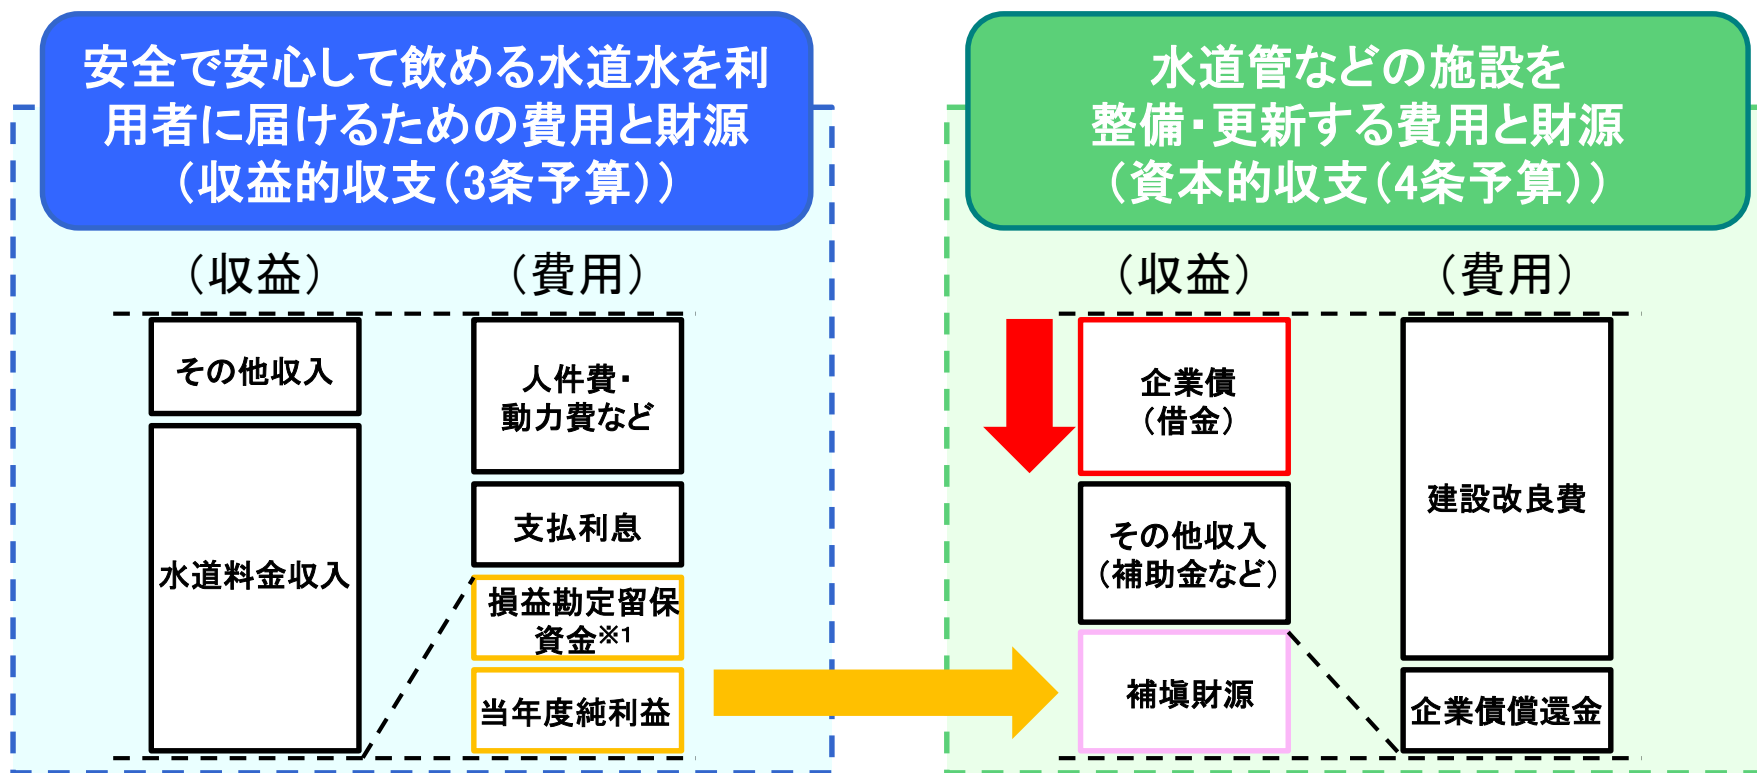 安全で安心して飲める水道水を利
用者に届けるための費用と財源
（収益的収支（3条予算））
（収益）
（費用）
その他収入
水道料金収入
人件費・
動力費など
支払利息
損益勘定留保
資金※1
当年度純利益
水道管などの施設を
整備・更新する費用と財源
（資本的収支（4条予算））
（収益）
（費用）
企業債
（借金）
その他収入
（補助金など）
補塡財源
建設改良費
企業債償還金